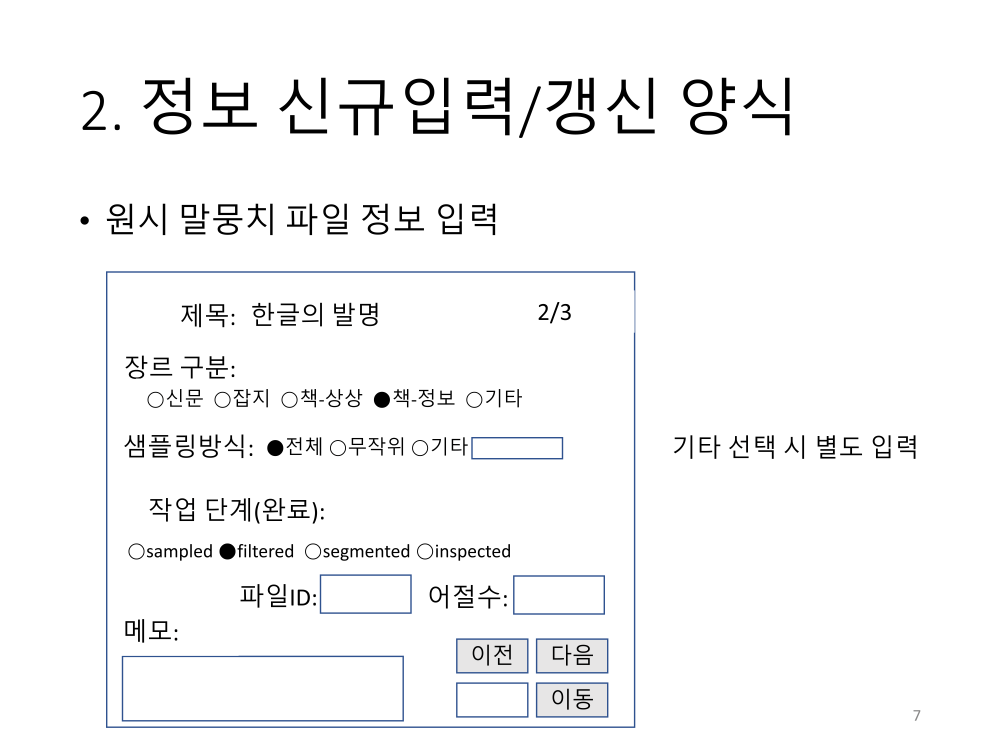 2. 정보 신규입력/갱신 양식
• 원시 말뭉치 파일 정보 입력
제목: 한글의 발명 2/3
장르 구분:
○신문 ○잡지 ○책-상상 ●책-정보 ○기타
샘플링방식: ●전체 ○무작위 ○기타
기타 선택 시 별도 입력
작업 단계(완료):
○sampled ●filtered ○segmented ○inspected
파일ID: 어절수:
메모:
이전 다음
이동
7